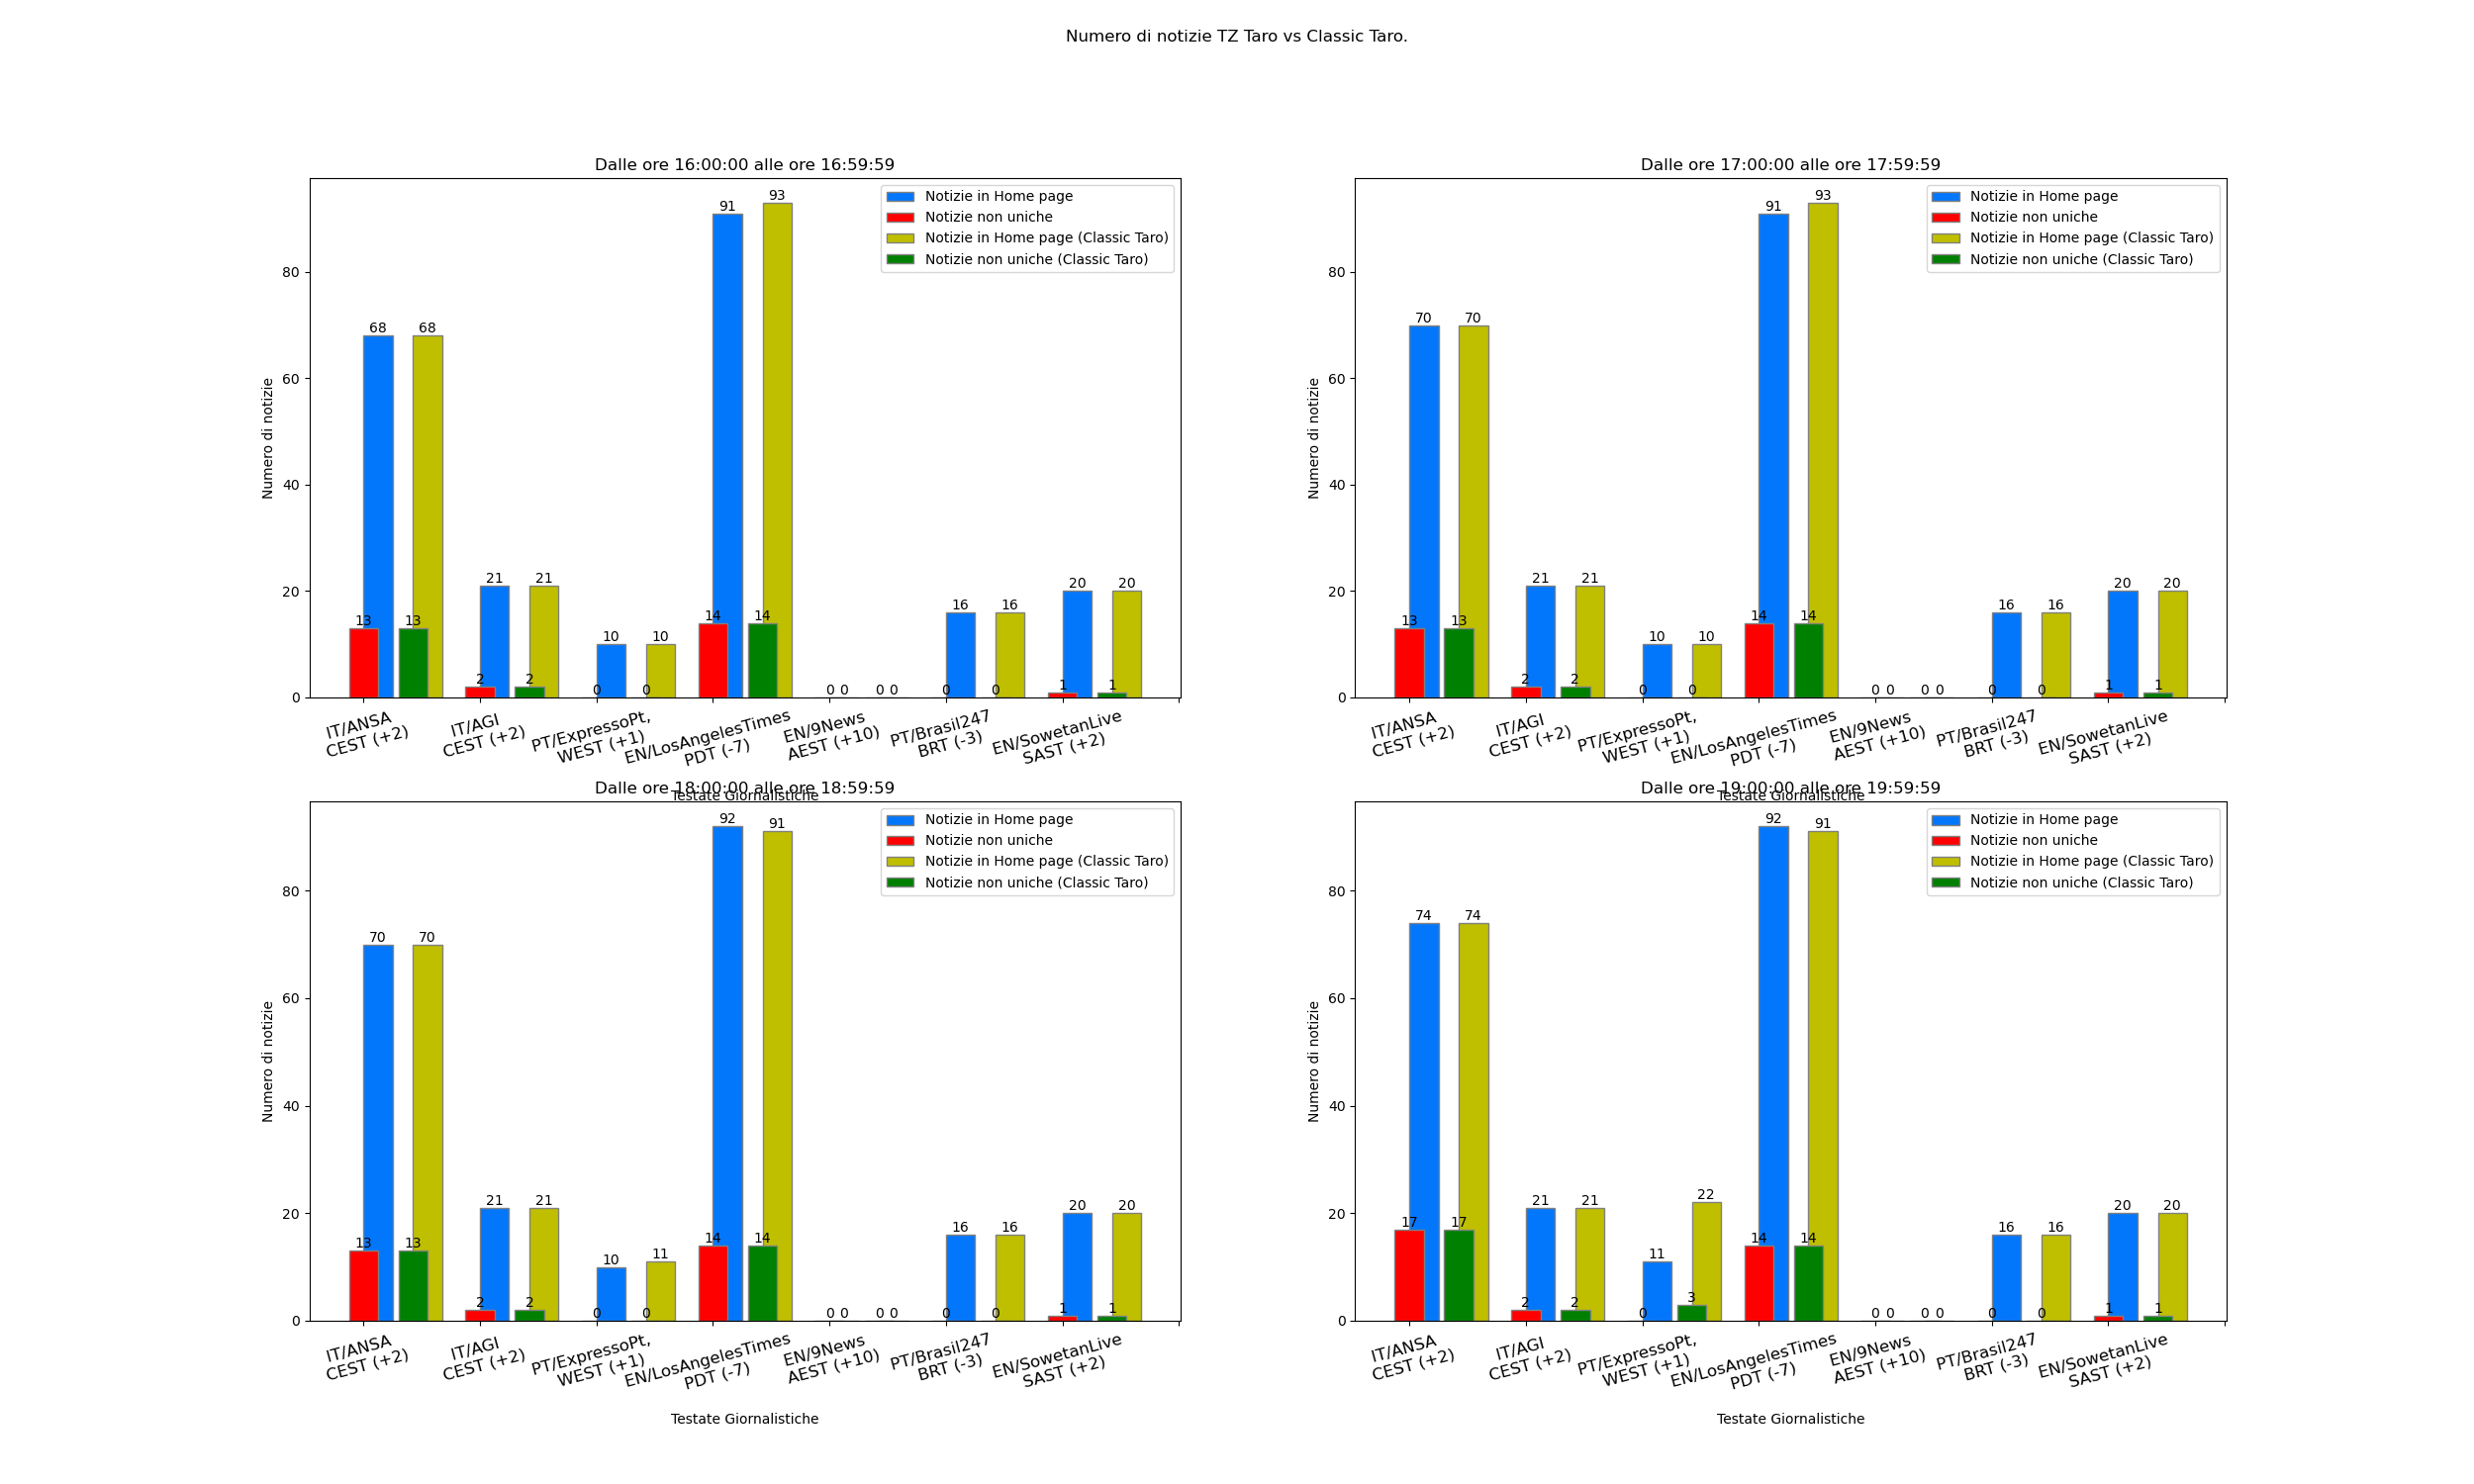 Numero di notizie TZ Taro vs Classic Taro.
Dalle ore 16:00:00 alle ore 16:59:59
Notizie in Home page
Notizie non uniche
Notizie in Home page (Classic Taro)
Notizie non uniche (Classic Taro)
Numero di notizie
80
60
40
20
0
68 68 21 21 10 10 91 93 0 0 0 0 16 16 20 20
13 13 2 2 0 0 14 14 0 0 1 1
IT/ANSA
CEST (+2)
IT/AGI
CEST (+2)
PT/ExpressoPt,
WEST (+1)
EN/LosAngelesTimes
PDT (-7)
EN/9News
AEST (+10)
PT/Brasil247
BRT (-3)
EN/SowetanLive
SAST (+2)
Testate Giornalistiche
Dalle ore 17:00:00 alle ore 17:59:59
Notizie in Home page
Notizie non uniche
Notizie in Home page (Classic Taro)
Notizie non uniche (Classic Taro)
Numero di notizie
80
60
40
20
0
70 70 21 21 10 10 91 93 0 0 0 0 16 16 20 20
13 13 2 2 0 0 14 14 0 0 1 1
IT/ANSA
CEST (+2)
IT/AGI
CEST (+2)
PT/ExpressoPt,
WEST (+1)
EN/LosAngelesTimes
PDT (-7)
EN/9News
AEST (+10)
PT/Brasil247
BRT (-3)
EN/SowetanLive
SAST (+2)
Testate Giornalistiche
Dalle ore 18:00:00 alle ore 18:59:59
Notizie in Home page
Notizie non uniche
Notizie in Home page (Classic Taro)
Notizie non uniche (Classic Taro)
Numero di notizie
80
60
40
20
0
70 70 21 21 10 11 92 91 0 0 0 0 16 16 20 20
13 13 2 2 0 0 14 14 0 0 1 1
IT/ANSA
CEST (+2)
IT/AGI
CEST (+2)
PT/ExpressoPt,
WEST (+1)
EN/LosAngelesTimes
PDT (-7)
EN/9News
AEST (+10)
PT/Brasil247
BRT (-3)
EN/SowetanLive
SAST (+2)
Testate Giornalistiche
Dalle ore 19:00:00 alle ore 19:59:59
Notizie in Home page
Notizie non uniche
Notizie in Home page (Classic Taro)
Notizie non uniche (Classic Taro)
Numero di notizie
80
60
40
20
0
74 74 21 21 11 22 92 91 0 0 0 0 16 16 20 20
17 17 2 2 0 3 14 14 0 0 1 1
IT/ANSA
CEST (+2)
IT/AGI
CEST (+2)
PT/ExpressoPt,
WEST (+1)
EN/LosAngelesTimes
PDT (-7)
EN/9News
AEST (+10)
PT/Brasil247
BRT (-3)
EN/SowetanLive
SAST (+2)
Testate Giornalistiche